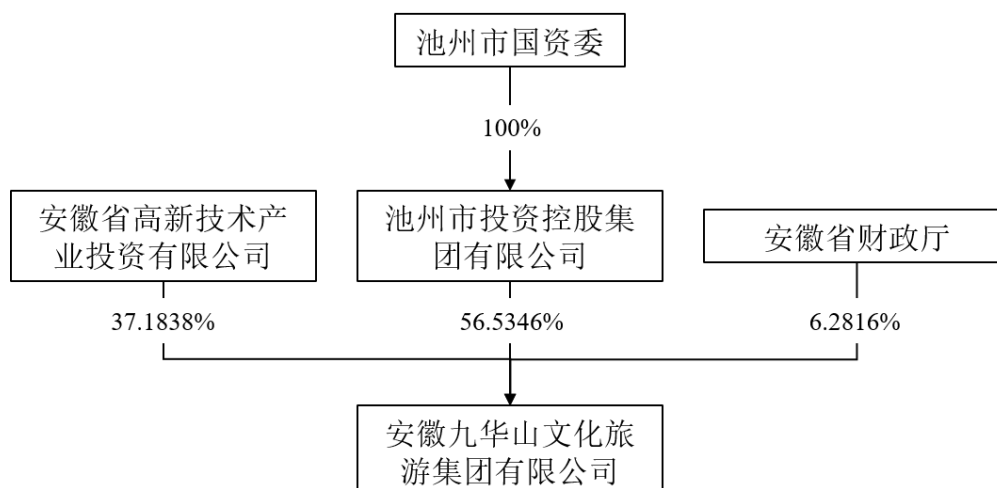 池州市国资委
100%
安徽省高新技术产
业投资有限公司
池州市投资控股集
团有限公司
安徽省财政厅
37.1838%
56.5346%
6.2816%
安徽九华山文化旅
游集团有限公司